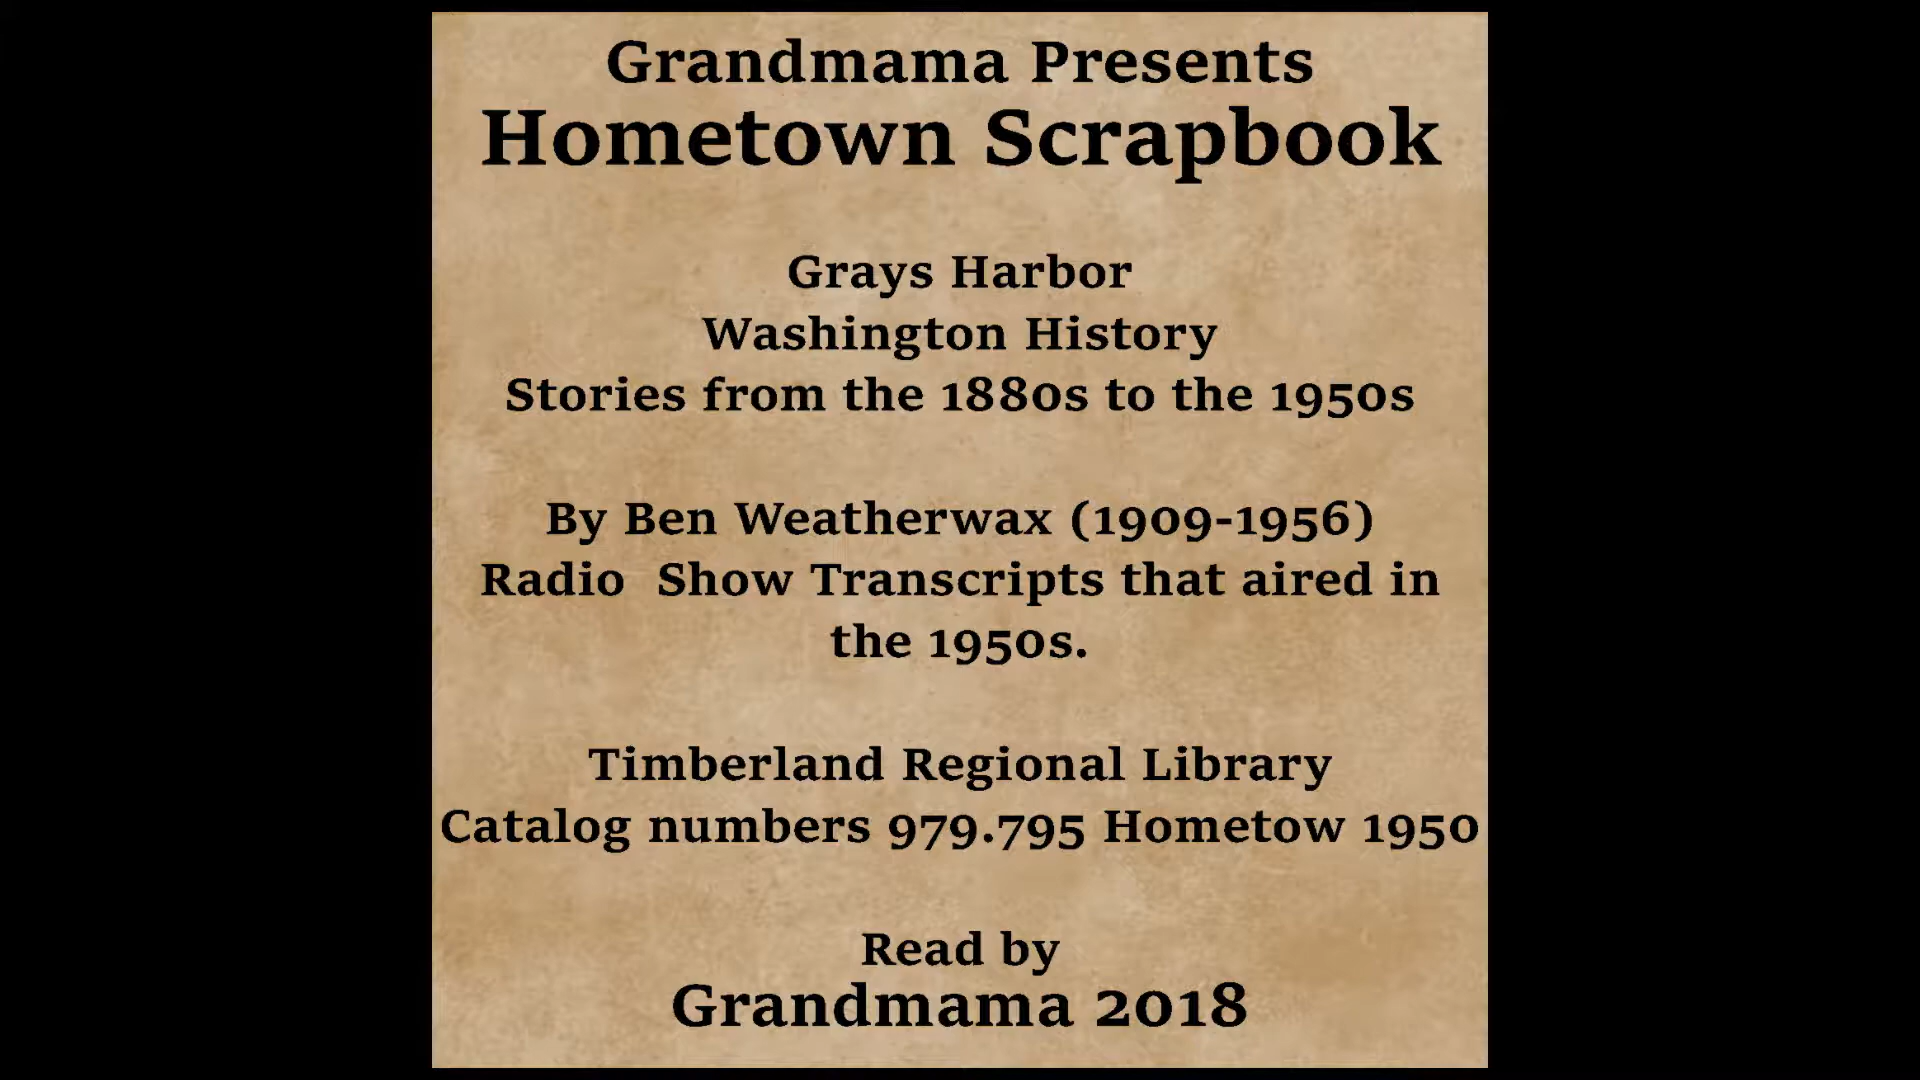 Grandmama Presents
Hometown Scrapbook
Grays Harbor
Washington History
Stories from the 1880s to the 1950s
By Ben Weatherwax (1909-1956)
Radio  Show Transcripts that aired in
the 1950s.
Timberland Regional Library
Catalog numbers 979.795 Hometow 1950
Read by
Grandmama 2018